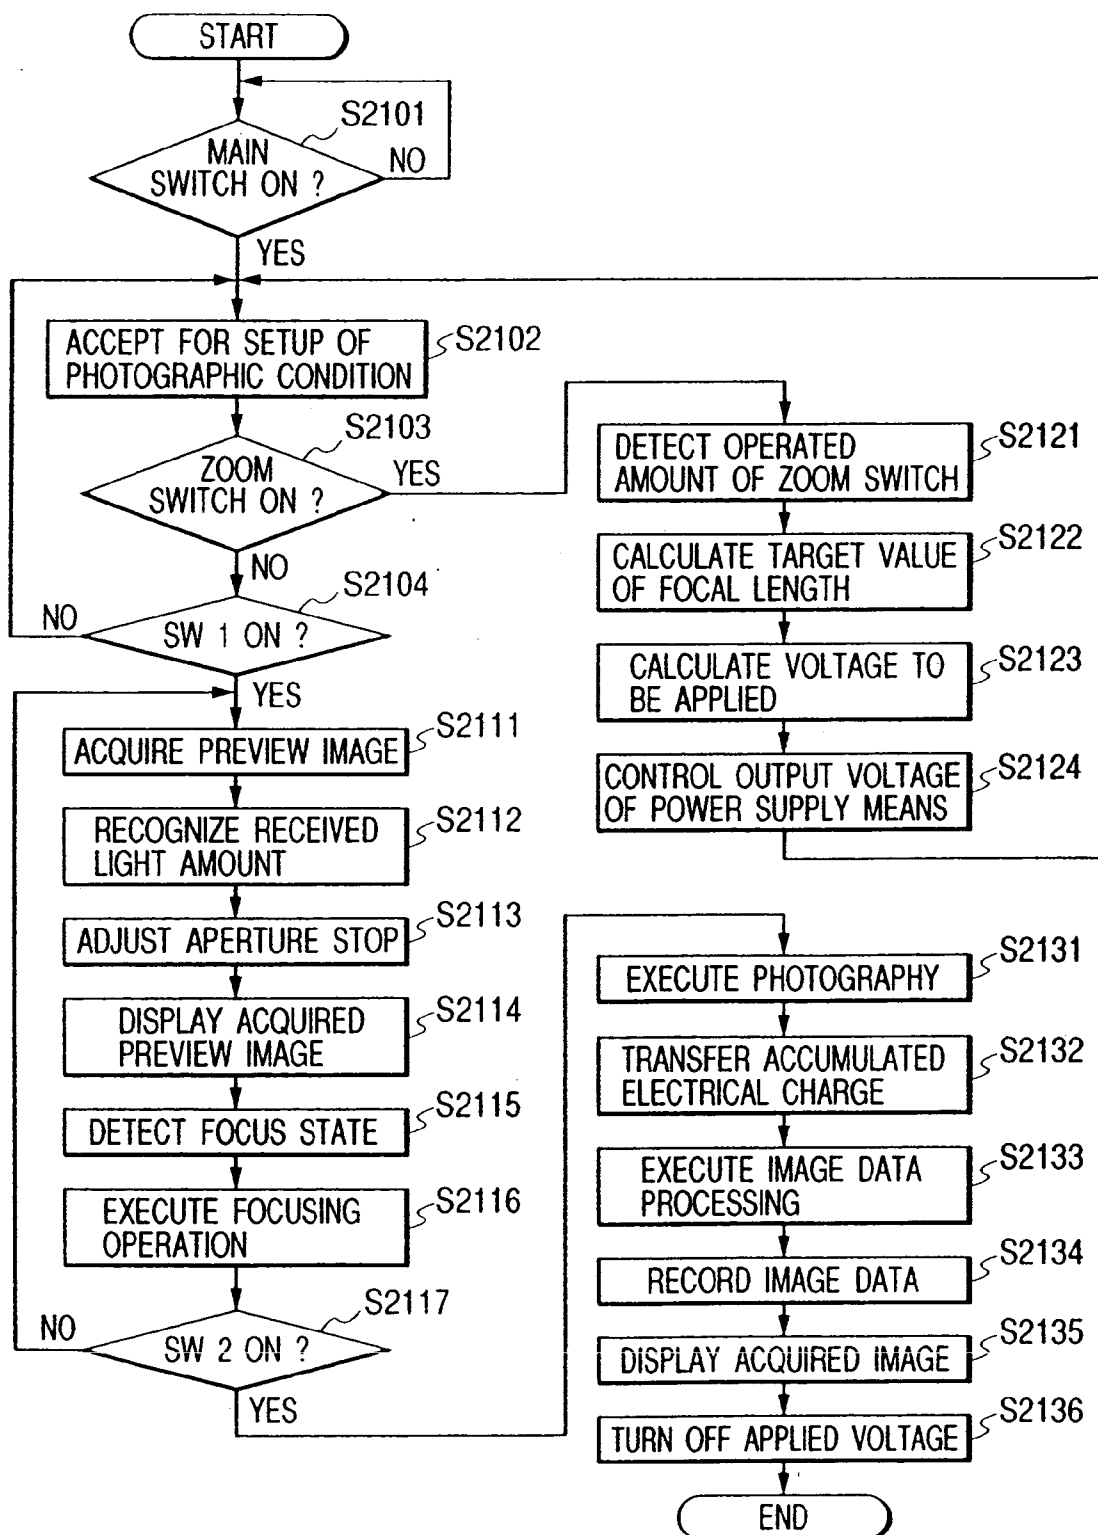 START
S2101
MAIN
SWITCH ON ?
NO
YES
ACCEPT FOR SETUP OF
PHOTOGRAPHIC CONDITION
S2102
S2103
ZOOM
SWITCH ON ?
YES
NO
S2104
NO
SW 1 ON ?
YES
S2111
ACQUIRE PREVIEW IMAGE
S2112
RECOGNIZE RECEIVED
LIGHT AMOUNT
S2113
ADJUST APERTURE STOP
S2114
DISPLAY ACQUIRED
PREVIEW IMAGE
S2115
DETECT FOCUS STATE
S2116
EXECUTE FOCUSING
OPERATION
S2117
NO
SW 2 ON ?
YES
S2121
DETECT OPERATED
AMOUNT OF ZOOM SWITCH
S2122
CALCULATE TARGET VALUE
OF FOCAL LENGTH
S2123
CALCULATE VOLTAGE TO
BE APPLIED
S2124
CONTROL OUTPUT VOLTAGE
OF POWER SUPPLY MEANS
S2131
EXECUTE PHOTOGRAPHY
S2132
TRANSFER ACCUMULATED
ELECTRICAL CHARGE
S2133
EXECUTE IMAGE DATA
PROCESSING
S2134
RECORD IMAGE DATA
S2135
DISPLAY ACQUIRED IMAGE
S2136
TURN OFF APPLIED VOLTAGE
END